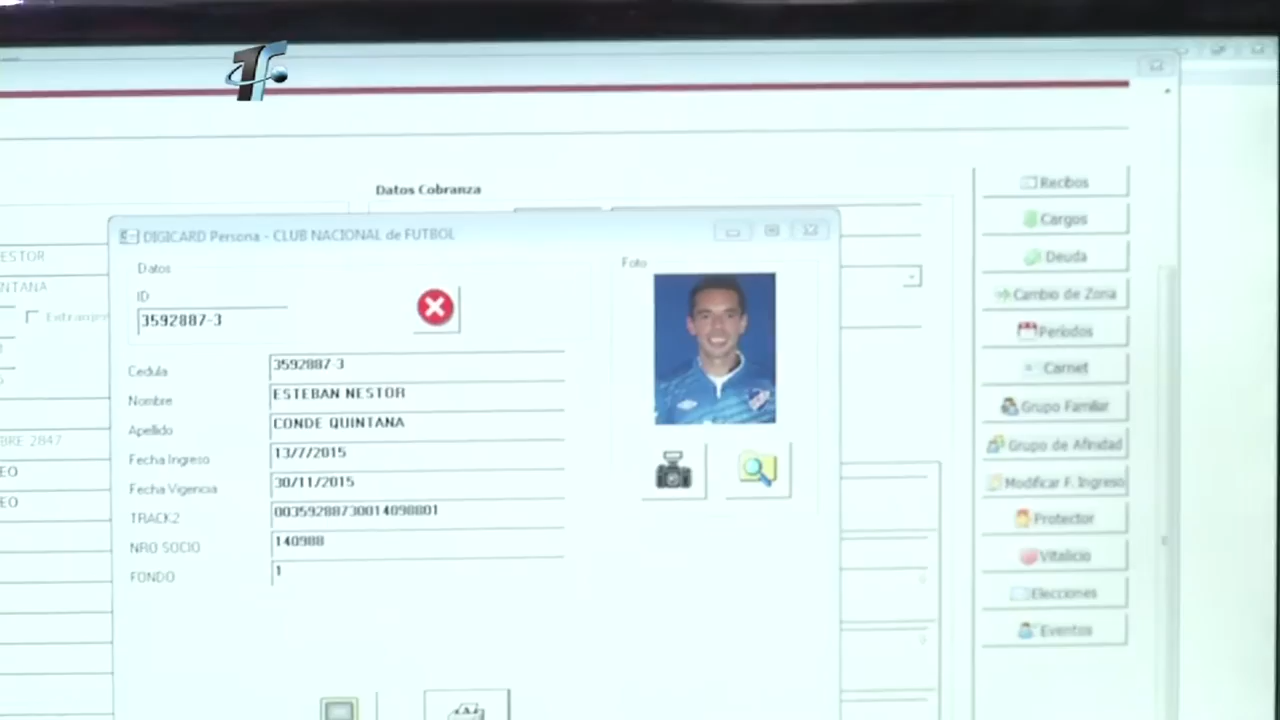 Datos Cobranza
DIGICARD Persona - CLUB NACIONAL de FUTBOL
Datos
Foto
ID
3592887-3
Cedula 3592887-3
Nombre ESTEBAN NESTOR
Apellido CONDE QUINTANA
Fecha Ingreso 13/7/2015
Fecha Vigencia 30/11/2015
TRACK2 00359288730014098801
NRO SOCIO 140988
FONDO 1
ESTOR
NTANA
BRE 2847
EO
EO
Recibos
Cargos
Deuda
Cambio de Zona
Periodos
Carnet
Grupo Familiar
Grupo de Afinidad
Modificar F. Ingreso
Protector
Vitalicio
Elecciones
Eventos